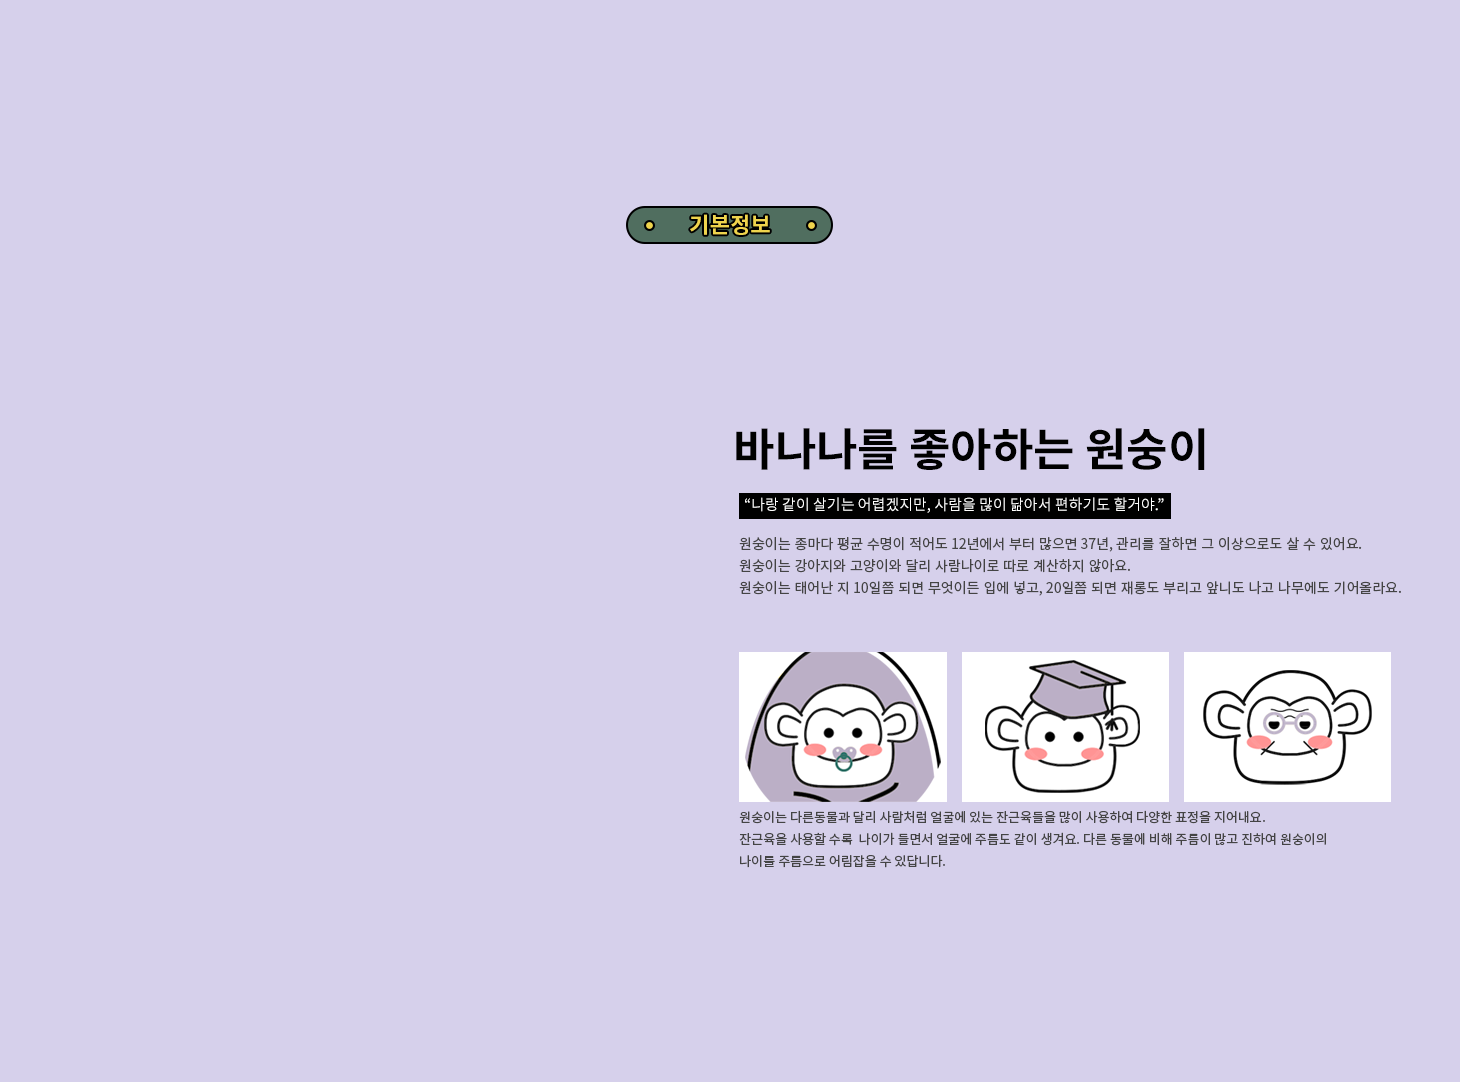 기본정보
바나나를 좋아하는 원숭이
“나랑 같이 살기는 어렵겠지만, 사람을 많이 닮아서 편하기도 할거야.”
원숭이는 종마다 평균 수명이 적어도 12년에서 부터 많으면 37년, 관리를 잘하면 그 이상으로도 살 수 있어요.
원숭이는 강아지와 고양이와 달리 사람나이로 따로 계산하지 않아요.
원숭이는 태어난 지 10일쯤 되면 무엇이든 입에 넣고, 20일쯤 되면 재롱도 부리고 앞니도 나고 나무에도 기어올라요.
원숭이는 다른동물과 달리 사람처럼 얼굴에 있는 잔근육들을 많이 사용하여 다양한 표정을 지어내요.
잔근육을 사용할 수록  나이가 들면서 얼굴에 주름도 같이 생겨요. 다른 동물에 비해 주름이 많고 진하여 원숭이의
나이를 주름으로 어림잡을 수 있답니다.